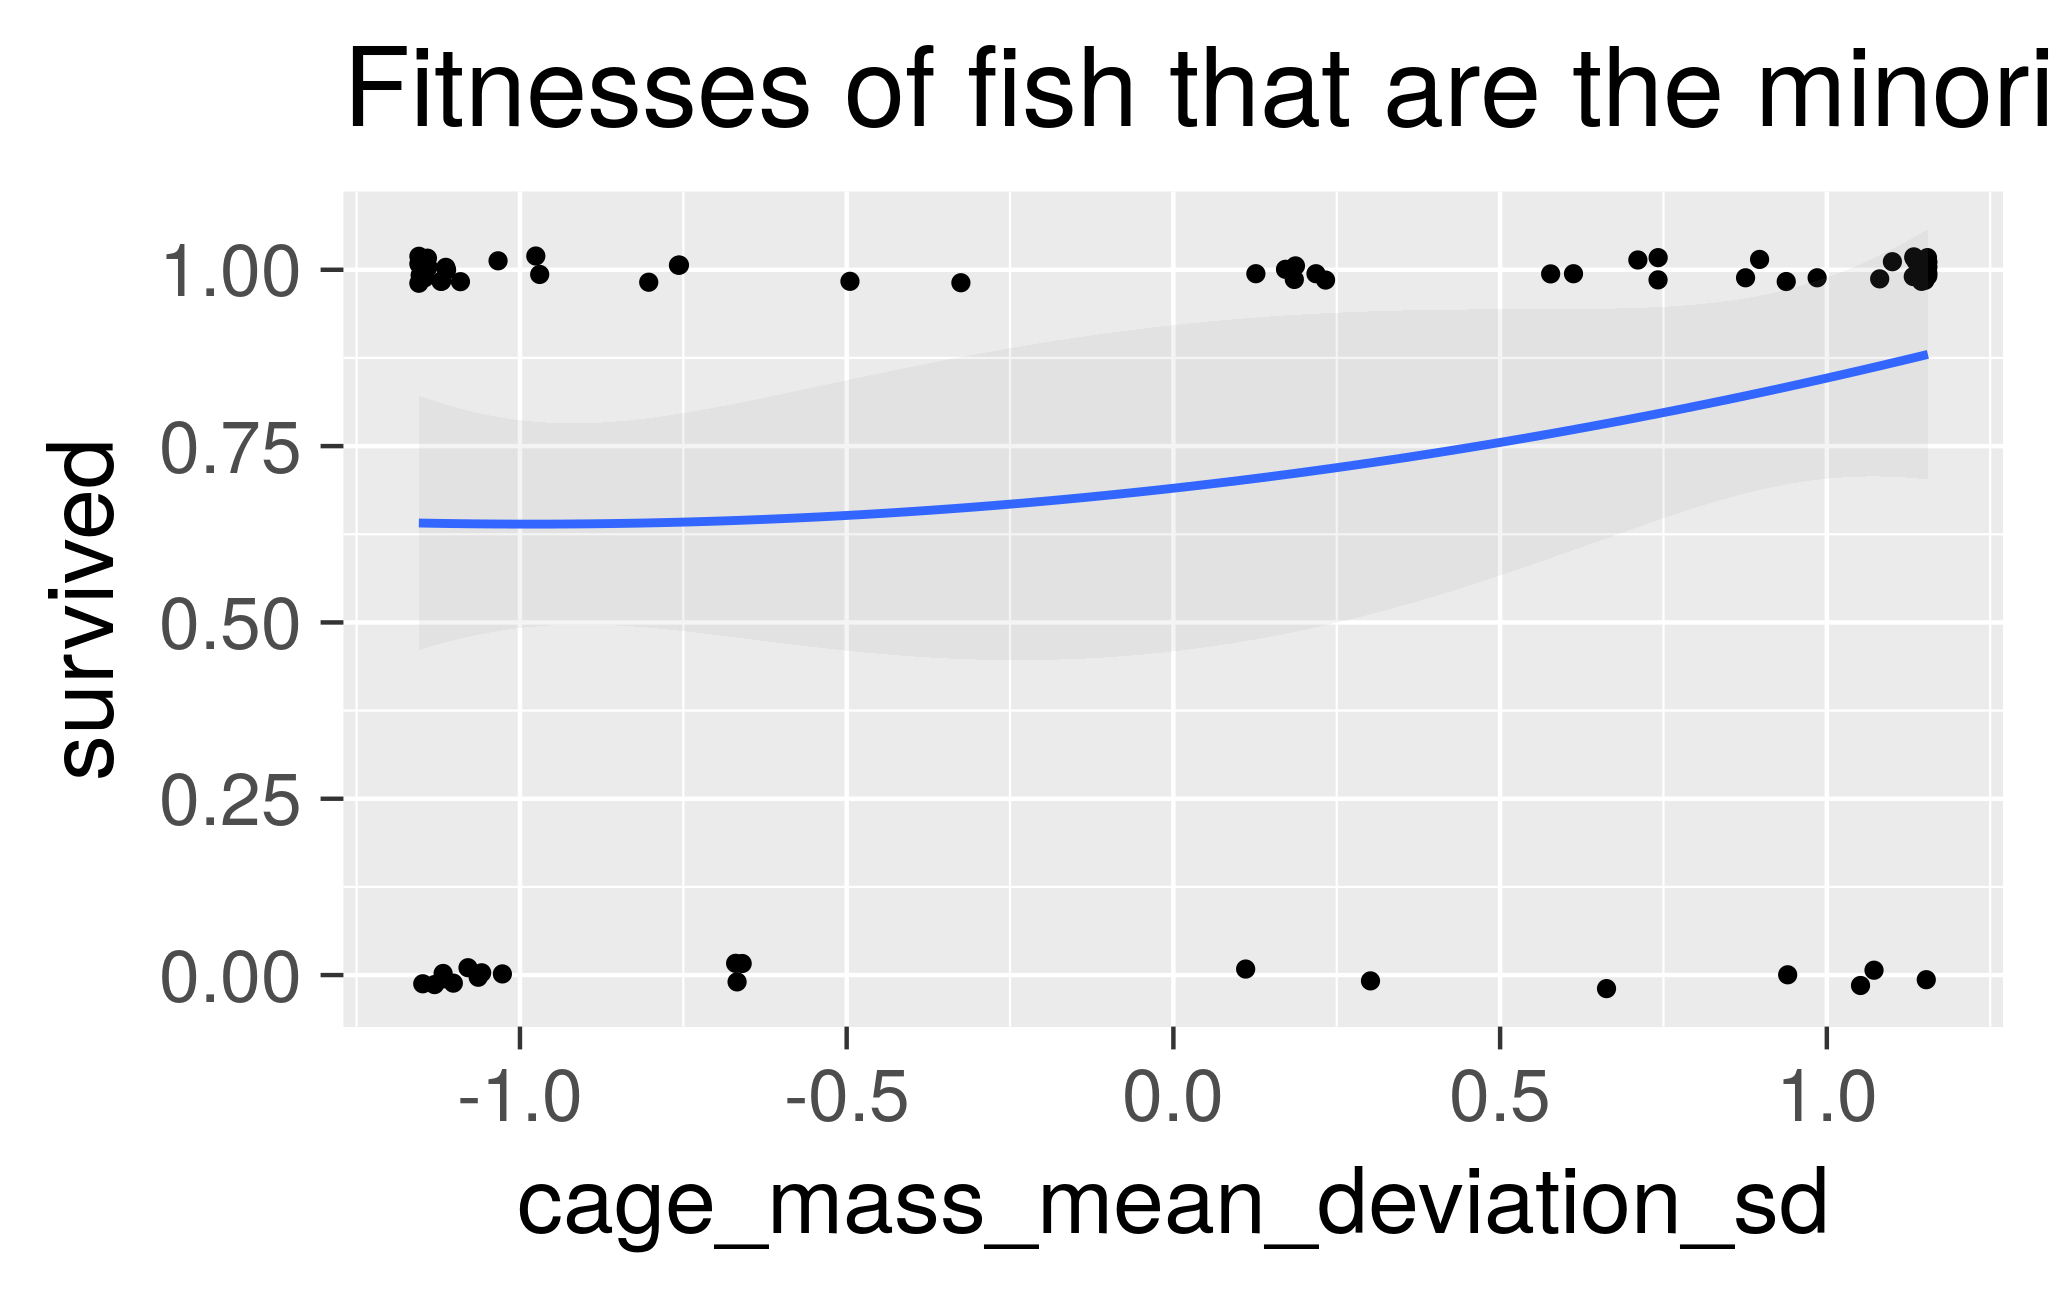 Fitnesses of fish that are the minori
survived
1.00
0.75
0.50
0.25
0.00
-1.0 -0.5 0.0 0.5 1.0
cage_mass_mean_deviation_sd